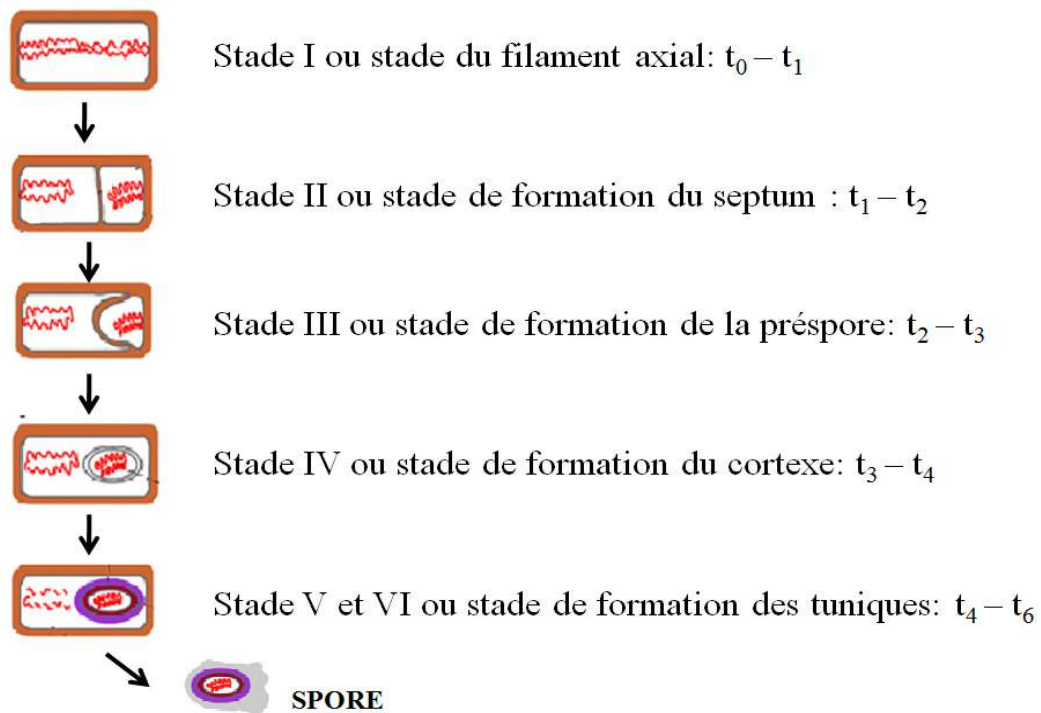 Stade I ou stade du filament axial: t₀ – t₁
Stade II ou stade de formation du septum : t₁ – t₂
Stade III ou stade de formation de la préspore: t₂ – t₃
Stade IV ou stade de formation du cortexe: t₃ – t₄
Stade V et VI ou stade de formation des tuniques: t₄ – t₆
SPORE